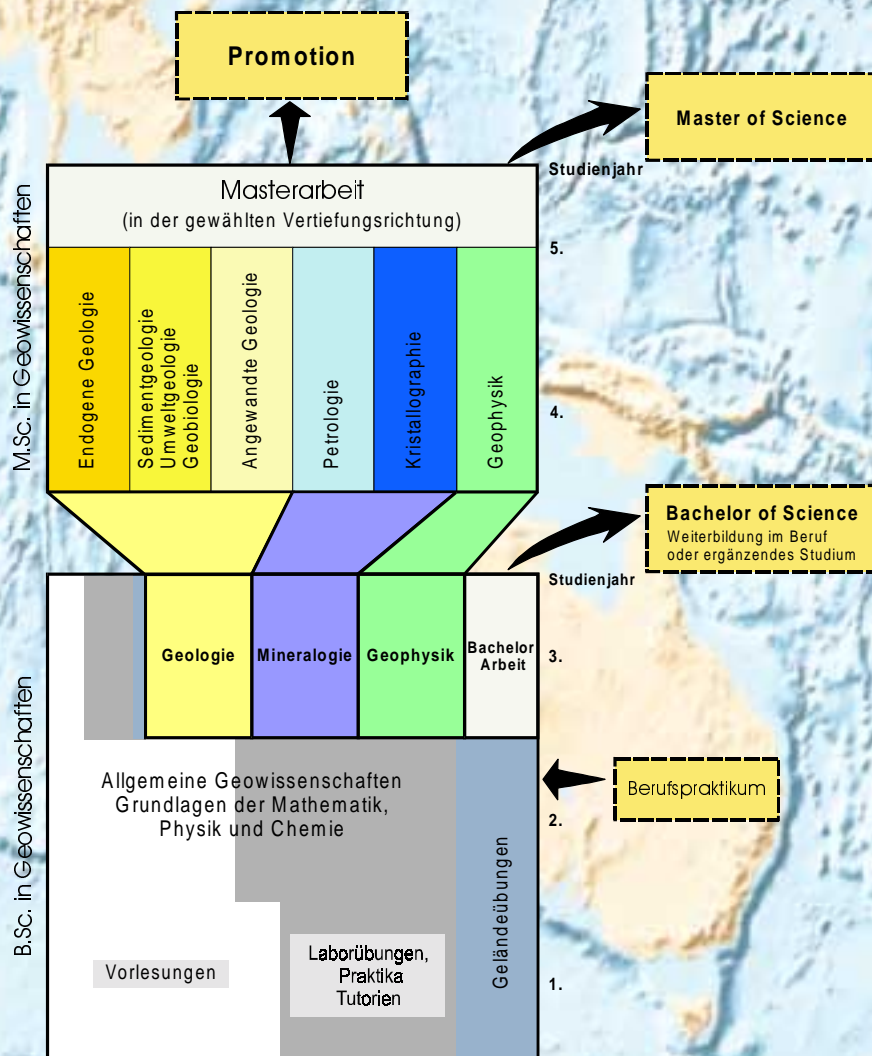 Promotion
Master of Science
Studienjahr
Masterarbeit
(in der gewählten Vertiefungsrichtung)
5.
M.Sc. in Geowissenschaften
Endogene Geologie
Sedimentgeologie
Umweltgeologie
Geobiologie
Angewandte Geologie
Petrologie
Kristallographie
Geophysik
4.
Bachelor of Science
Weiterbildung im Beruf
oder ergänzendes Studium
Studienjahr
Geologie
Mineralogie
Geophysik
Bachelor
Arbeit
3.
B.Sc. in Geowissenschaften
Allgemeine Geowissenschaften
Grundlagen der Mathematik,
Physik und Chemie
Berufspraktikum
2.
Geländeübungen
Vorlesungen
Laborübungen,
Praktika
Tutorien
1.